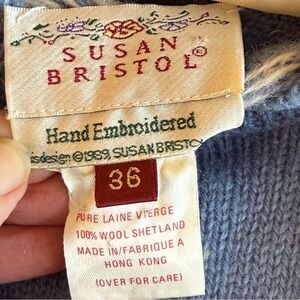 SUSAN
BRISTOL®
Hand Embroidered
design ©1989, SUSAN BRISTOL
36
PURE LAINE VIERGE
100% WOOL SHETLAND
MADE IN/FABRIQUE A
HONG KONG
(OVER FOR CARE)